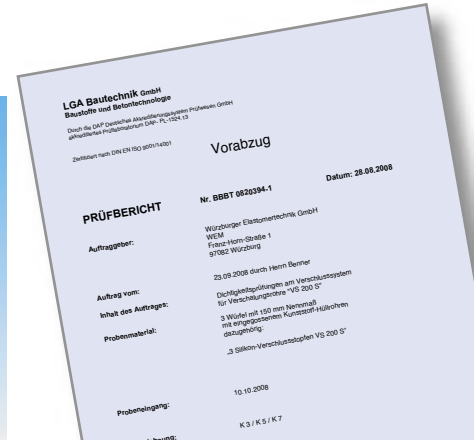 LGA Bautechnik GmbH
Baustoffe und Betontechnologie
Durch die DAP Deutsches Akkreditierungssystem Prüfwesen GmbH
akkreditiertes Prüflaboratorium DAP- PL-1524.13
Zertifiziert nach DIN EN ISO 9001/14001
Vorabzug
PRÜFBERICHT Nr. BBBT 0820394-1 Datum: 28.08.2008
Auftraggeber: Würzburger Elastomertechnik GmbH
WEM
Franz-Horn-Straße 1
97082 Würzburg
Auftrag vom: 23.09.2008 durch Herrn Benner
Inhalt des Auftrages: Dichtigkeitsprüfungen am Verschlusssystem
für Verschalungsrohre "VS 200 S"
Probenmaterial: 3 Würfel mit 150 mm Nennmaß
mit eingegossenem Kunststoff-Hüllrohren
dazugehörig:
„3 Silikon-Verschlussstopfen VS 200 S"
Probeneingang: 10.10.2008
K 3 / K 5 / K 7